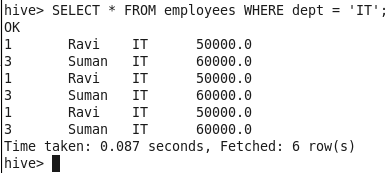 hive> SELECT * FROM employees WHERE dept = 'IT';
OK
1 Ravi IT 50000.0
3 Suman IT 60000.0
1 Ravi IT 50000.0
3 Suman IT 60000.0
1 Ravi IT 50000.0
3 Suman IT 60000.0
Time taken: 0.087 seconds, Fetched: 6 row(s)
hive>